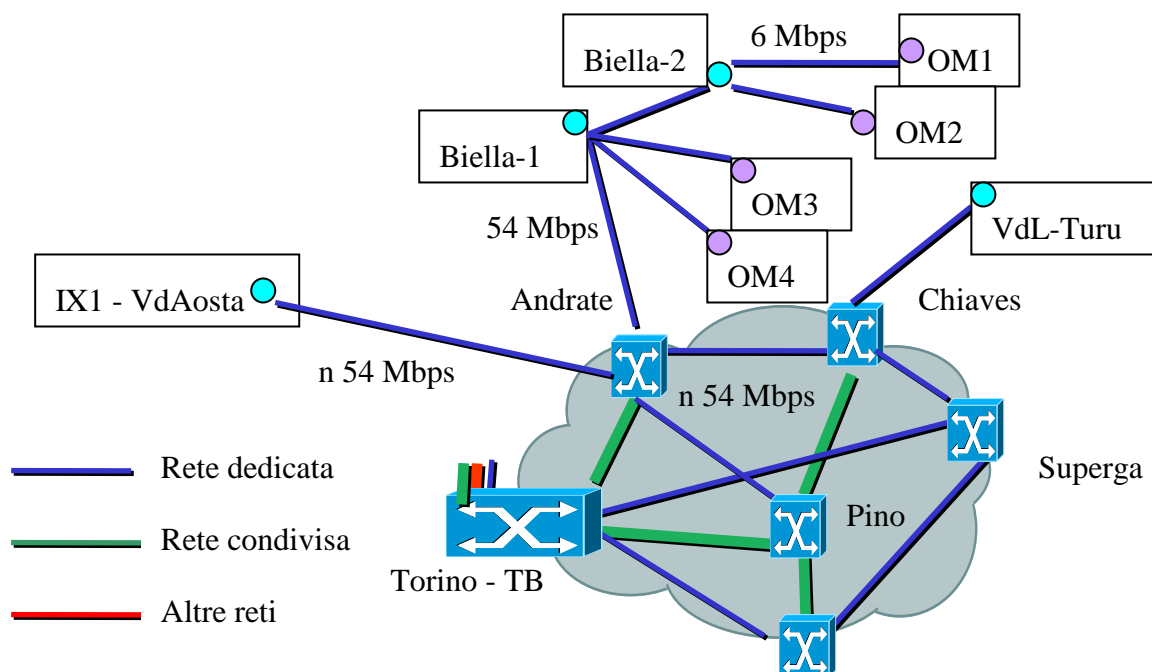 6 Mbps
Biella-2
OM1
OM2
Biella-1
OM3
54 Mbps
OM4
VdL-Turu
IX1 - VdAosta
Andrate
Chiaves
n 54 Mbps
n 54 Mbps
Rete dedicata
Superga
Pino
Rete condivisa
Torino - TB
Altre reti